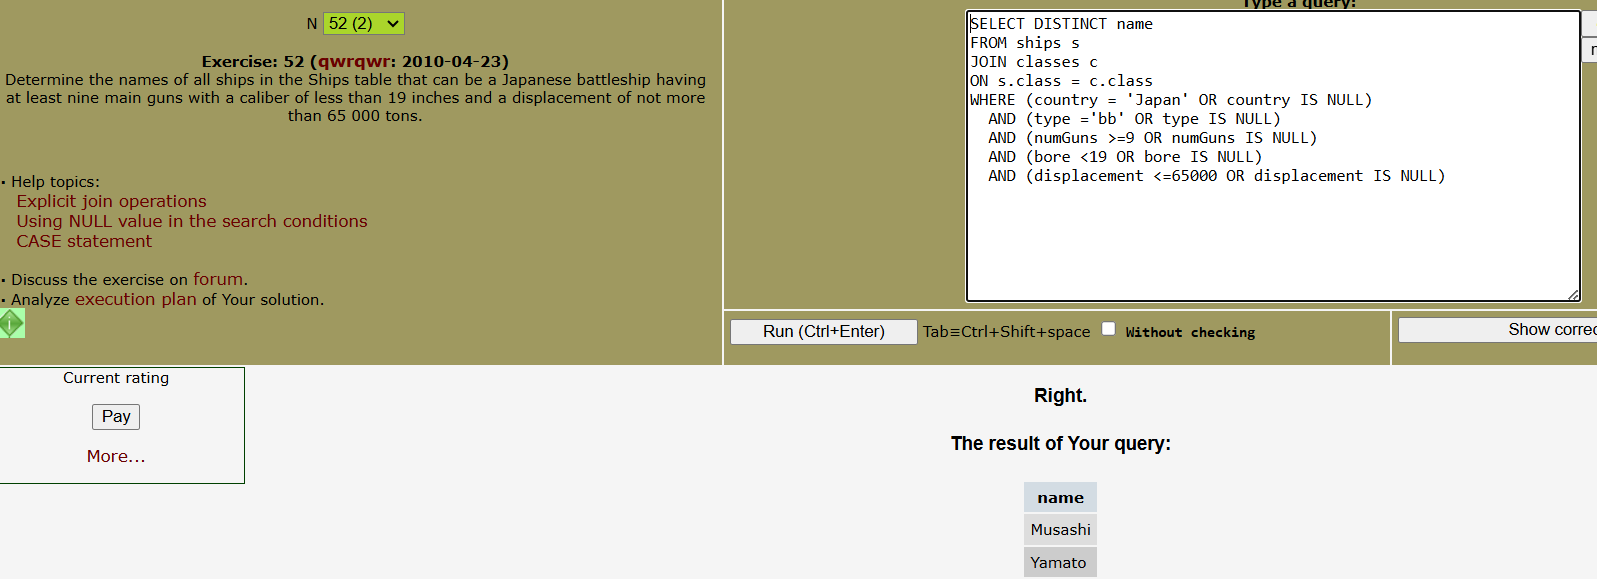 N 52 (2)
Exercise: 52 (qwrqwr: 2010-04-23)
Determine the names of all ships in the Ships table that can be a Japanese battleship having
at least nine main guns with a caliber of less than 19 inches and a displacement of not more
than 65 000 tons.
• Help topics:
Explicit join operations
Using NULL value in the search conditions
CASE statement
• Discuss the exercise on forum.
• Analyze execution plan of Your solution.
Type a query:
SELECT DISTINCT name
FROM ships s
JOIN classes c
ON s.class = c.class
WHERE (country = 'Japan' OR country IS NULL)
  AND (type ='bb' OR type IS NULL)
  AND (numGuns >=9 OR numGuns IS NULL)
  AND (bore <19 OR bore IS NULL)
  AND (displacement <=65000 OR displacement IS NULL)
Run (Ctrl+Enter) Tab≡Ctrl+Shift+space Without checking
Show correc
Current rating
Pay
More...
Right.
The result of Your query:
name
Musashi
Yamato